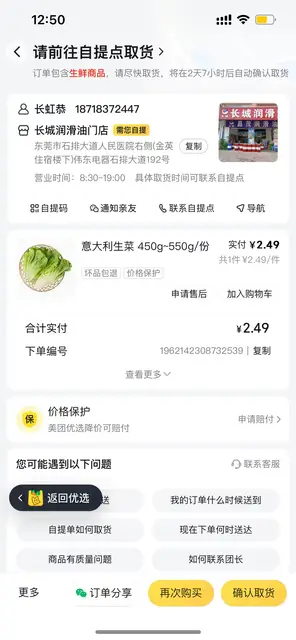 12:50
请前往自提点取货
订单包含生鲜商品，请尽快取货，将在2天7小时后自动确认取货
长虹恭 18718372447
长城润滑油门店 需您自提
东莞市石排大道人民医院右侧(金英
住宿楼下)伟东电器石排大道192号
复制
营业时间：8:30-19:00 具体取货时间可联系自提点
长城润滑
自提码 通知亲友 联系自提点 导航
意大利生菜 450g~550g/份
实付 ¥2.49
共1件 ¥2.49/件
坏品包退 价格保护
申请售后 加入购物车
合计实付 ¥2.49
下单编号 1962142308732539 | 复制
查看更多
保 价格保护
申请赔付
美团优选降价可赔付
您可能遇到以下问题 联系客服
返回优选
送
我的订单什么时候送到
自提单如何取货
现在下单何时送达
商品有质量问题
如何联系团长
更多 订单分享 再次购买 确认取货